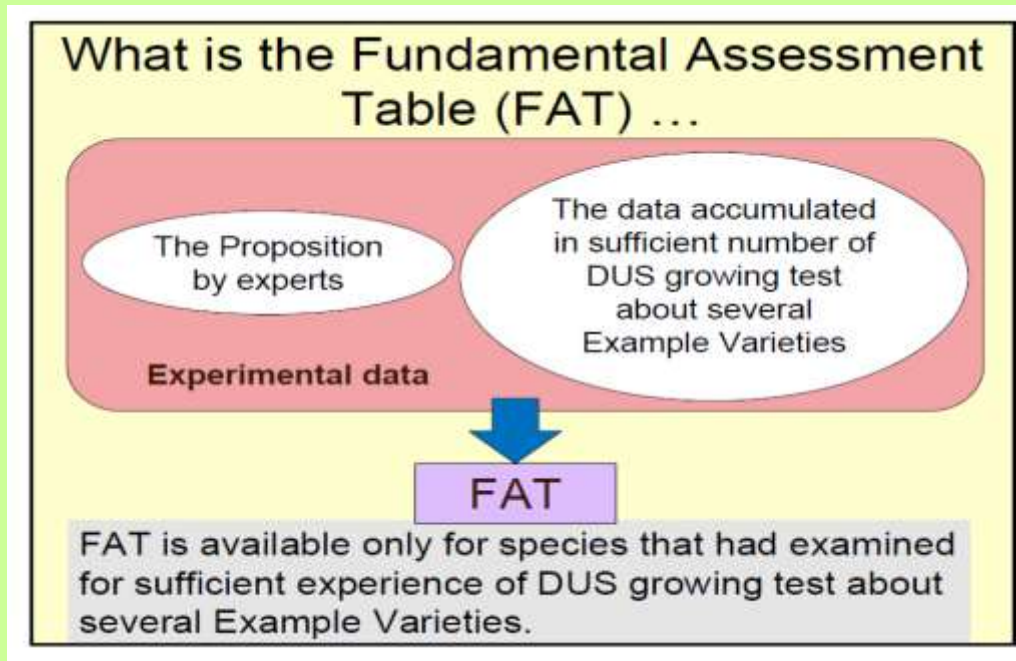 What is the Fundamental Assessment
Table (FAT) ...
The Proposition
by experts
The data accumulated
in sufficient number of
DUS growing test
about several
Example Varieties
Experimental data
FAT
FAT is available only for species that had examined
for sufficient experience of DUS growing test about
several Example Varieties.